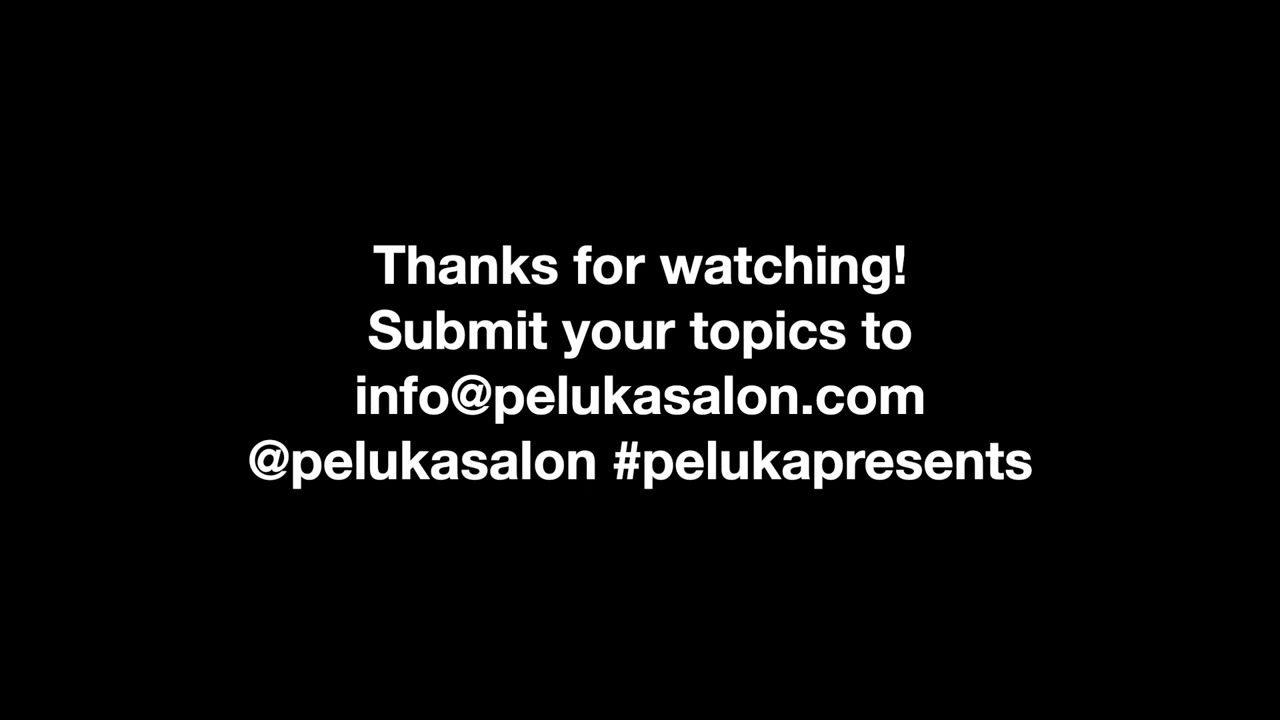 Thanks for watching!
Submit your topics to
info@pelukasalon.com
@pelukasalon #pelukapresents